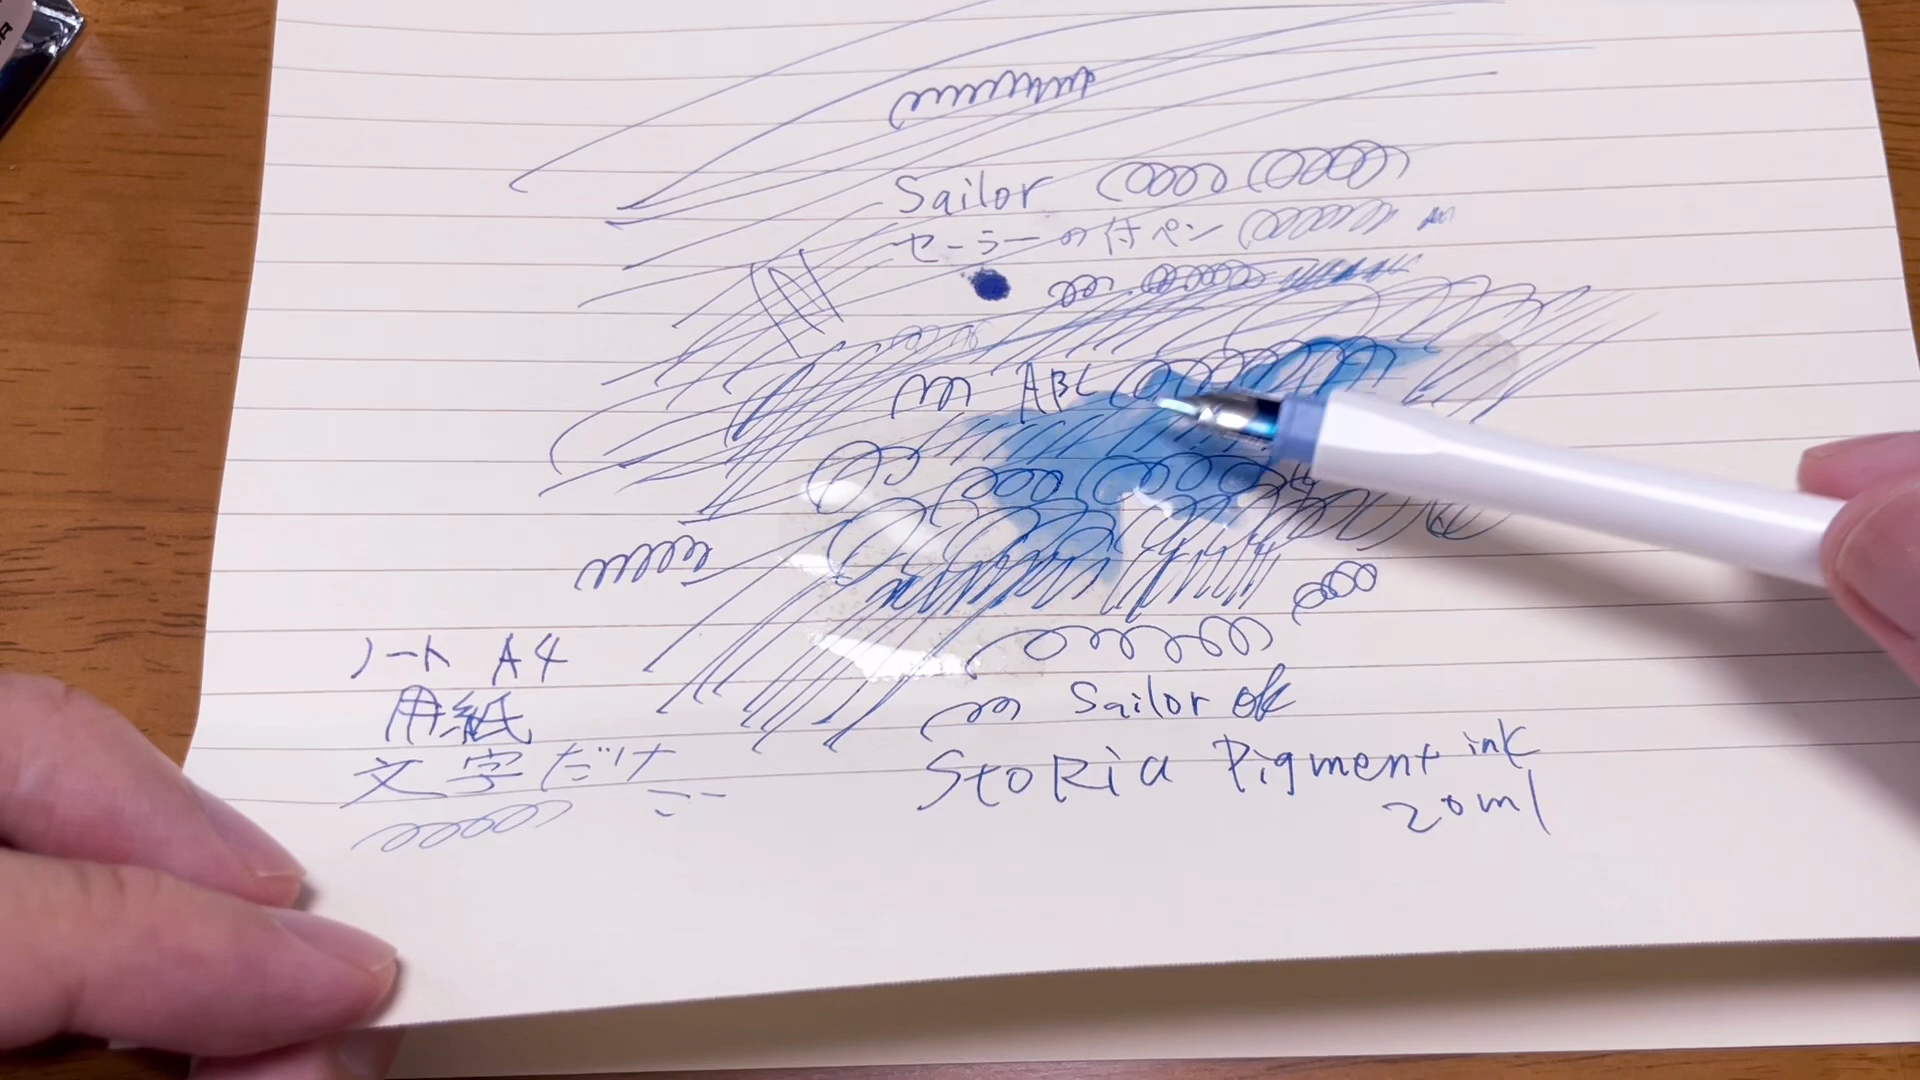 Sailor
セーラーの付ペン
ABC
ノート A4
用紙
文字だけ
Sailor ok
Storia Pigment ink
20ml